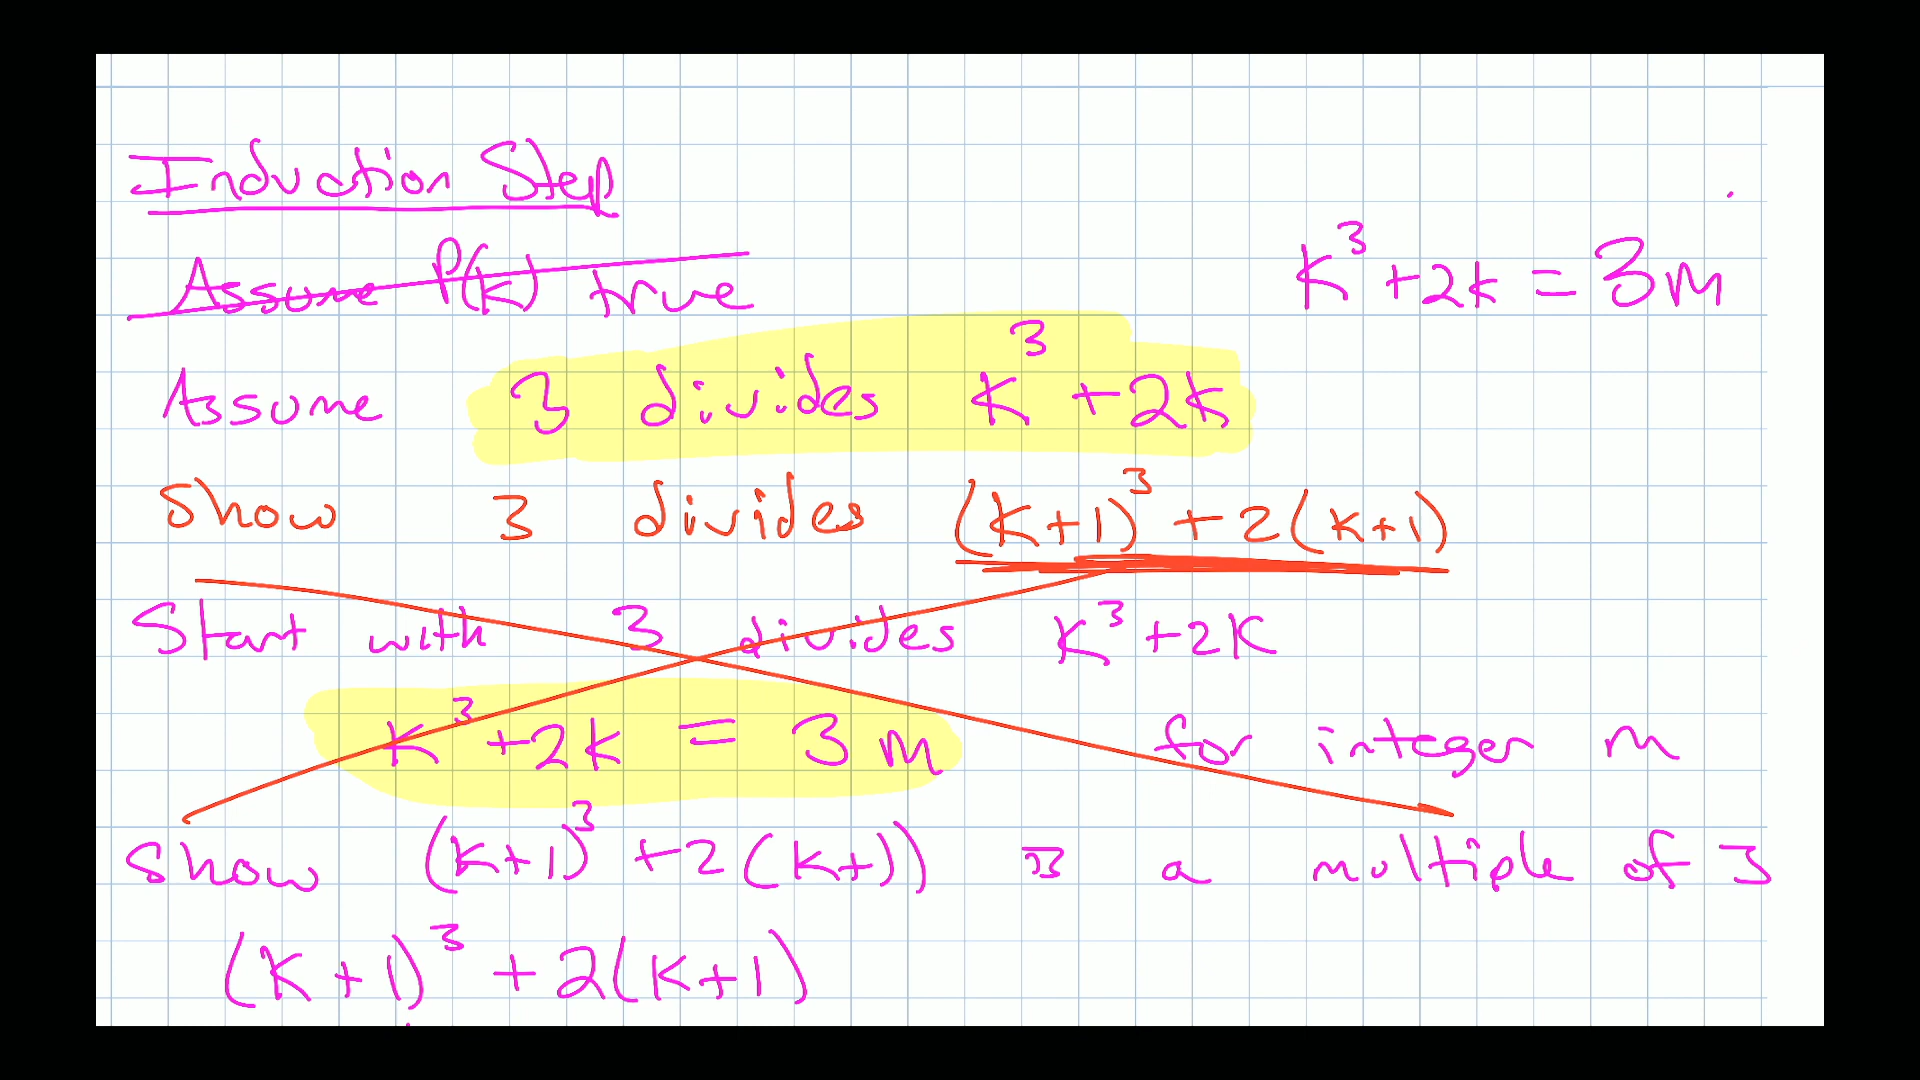 Induction Step
Assume P(k) true
k³ + 2k = 3m
Assume 3 divides k³ + 2k
Show 3 divides (k+1)³ + 2(k+1)
Start with 3 divides k³ + 2k
k³ + 2k = 3m for integer m
Show (k+1)³ + 2(k+1) is a multiple of 3
(k+1)³ + 2(k+1)